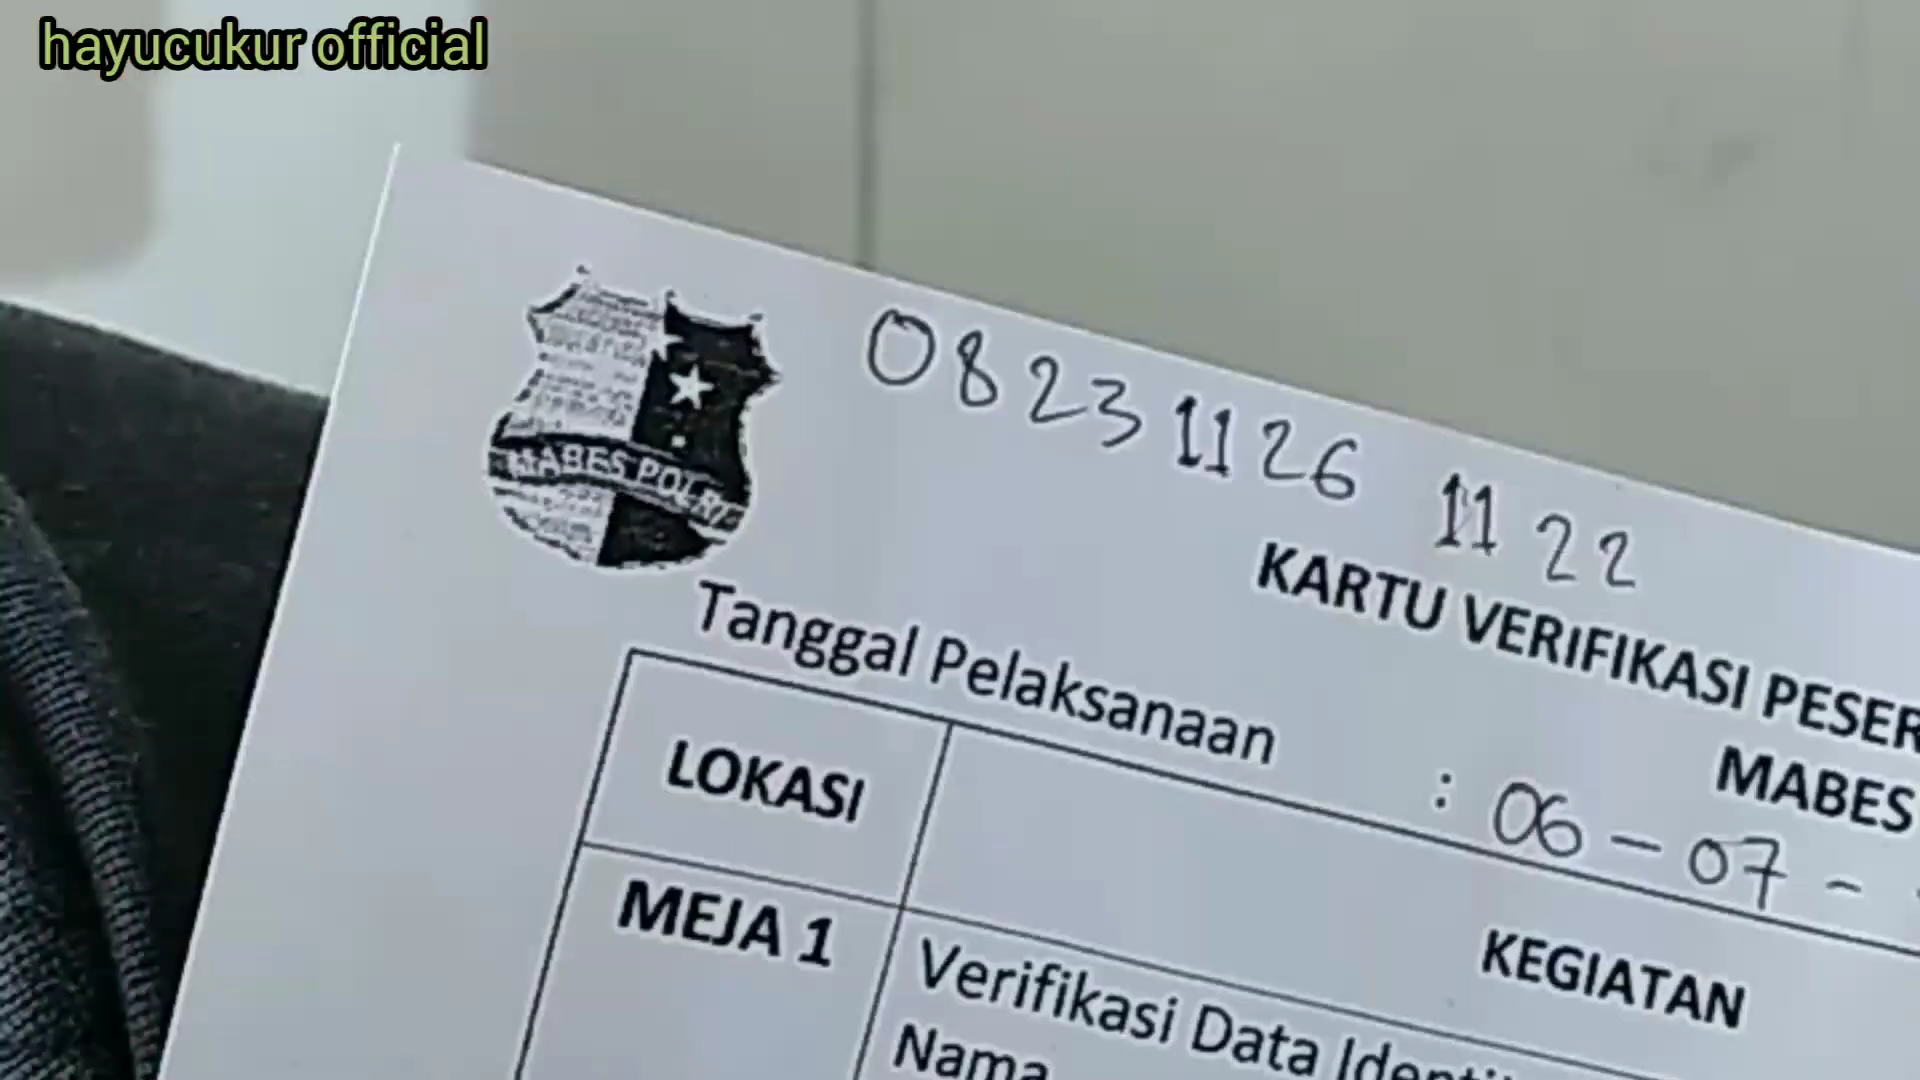 hayucukur official
0823 1126 1122
MABES POLRI
KARTU VERIFIKASI PESER
MABES
Tanggal Pelaksanaan : 06-07-
LOKASI
KEGIATAN
MEJA 1
Verifikasi Data Identi
Nama